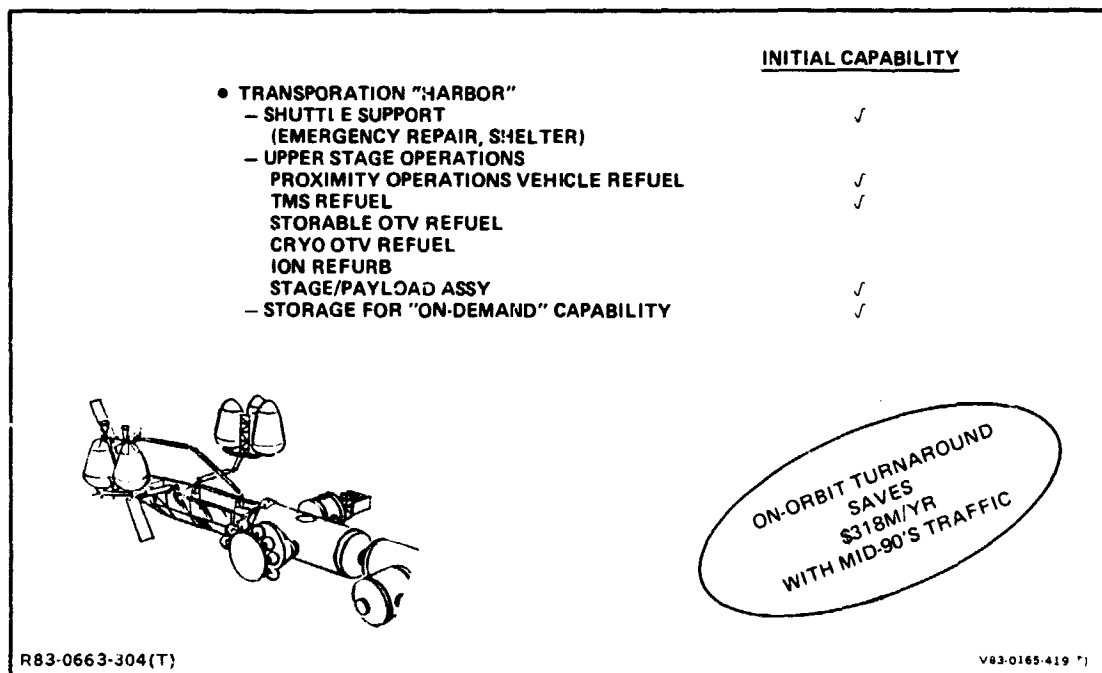 INITIAL CAPABILITY
• TRANSPORATION "HARBOR"
– SHUTTLE SUPPORT √
(EMERGENCY REPAIR, SHELTER)
– UPPER STAGE OPERATIONS
PROXIMITY OPERATIONS VEHICLE REFUEL √
TMS REFUEL √
STORABLE OTV REFUEL
CRYO OTV REFUEL
ION REFURB
STAGE/PAYLOAD ASSY √
– STORAGE FOR "ON-DEMAND" CAPABILITY √
ON-ORBIT TURNAROUND
SAVES
$318M/YR
WITH MID-90'S TRAFFIC
R83-0663-304(T)
V83-0165-419